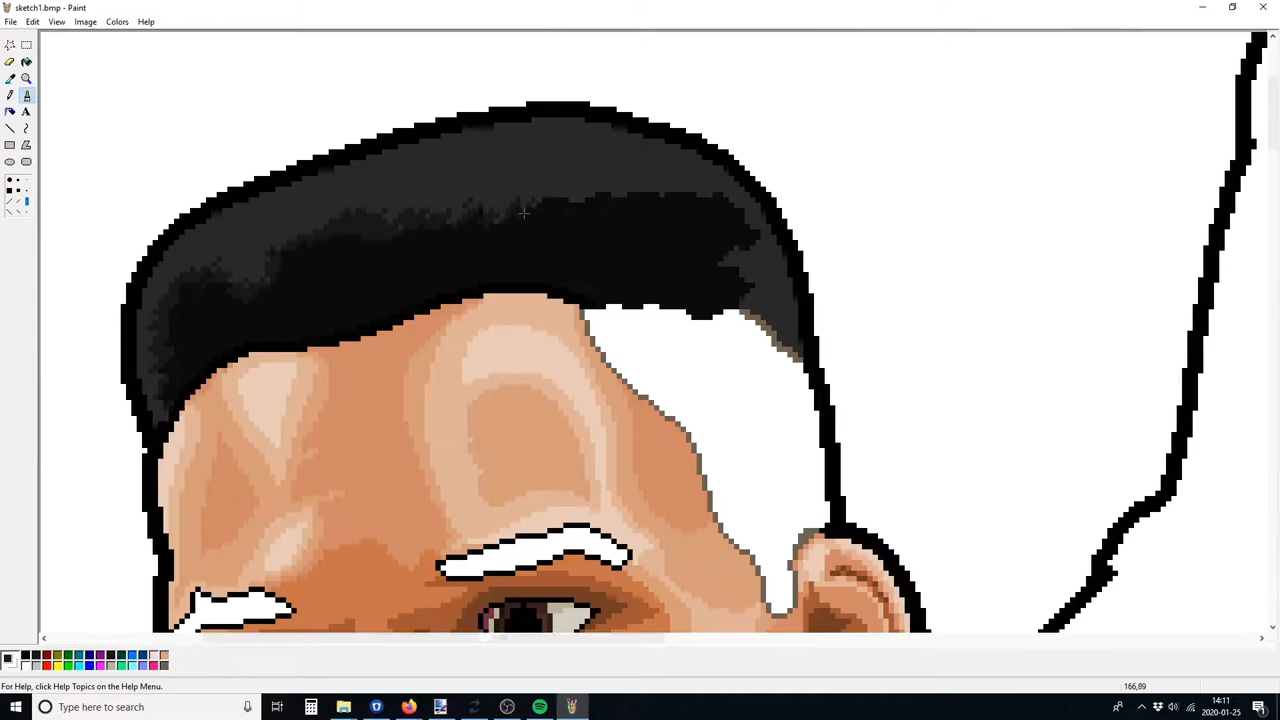 sketch1.bmp - Paint
File Edit View Image Colors Help
A
For Help, click Help Topics on the Help Menu.
166,89
Type here to search
14:11
2020-01-25